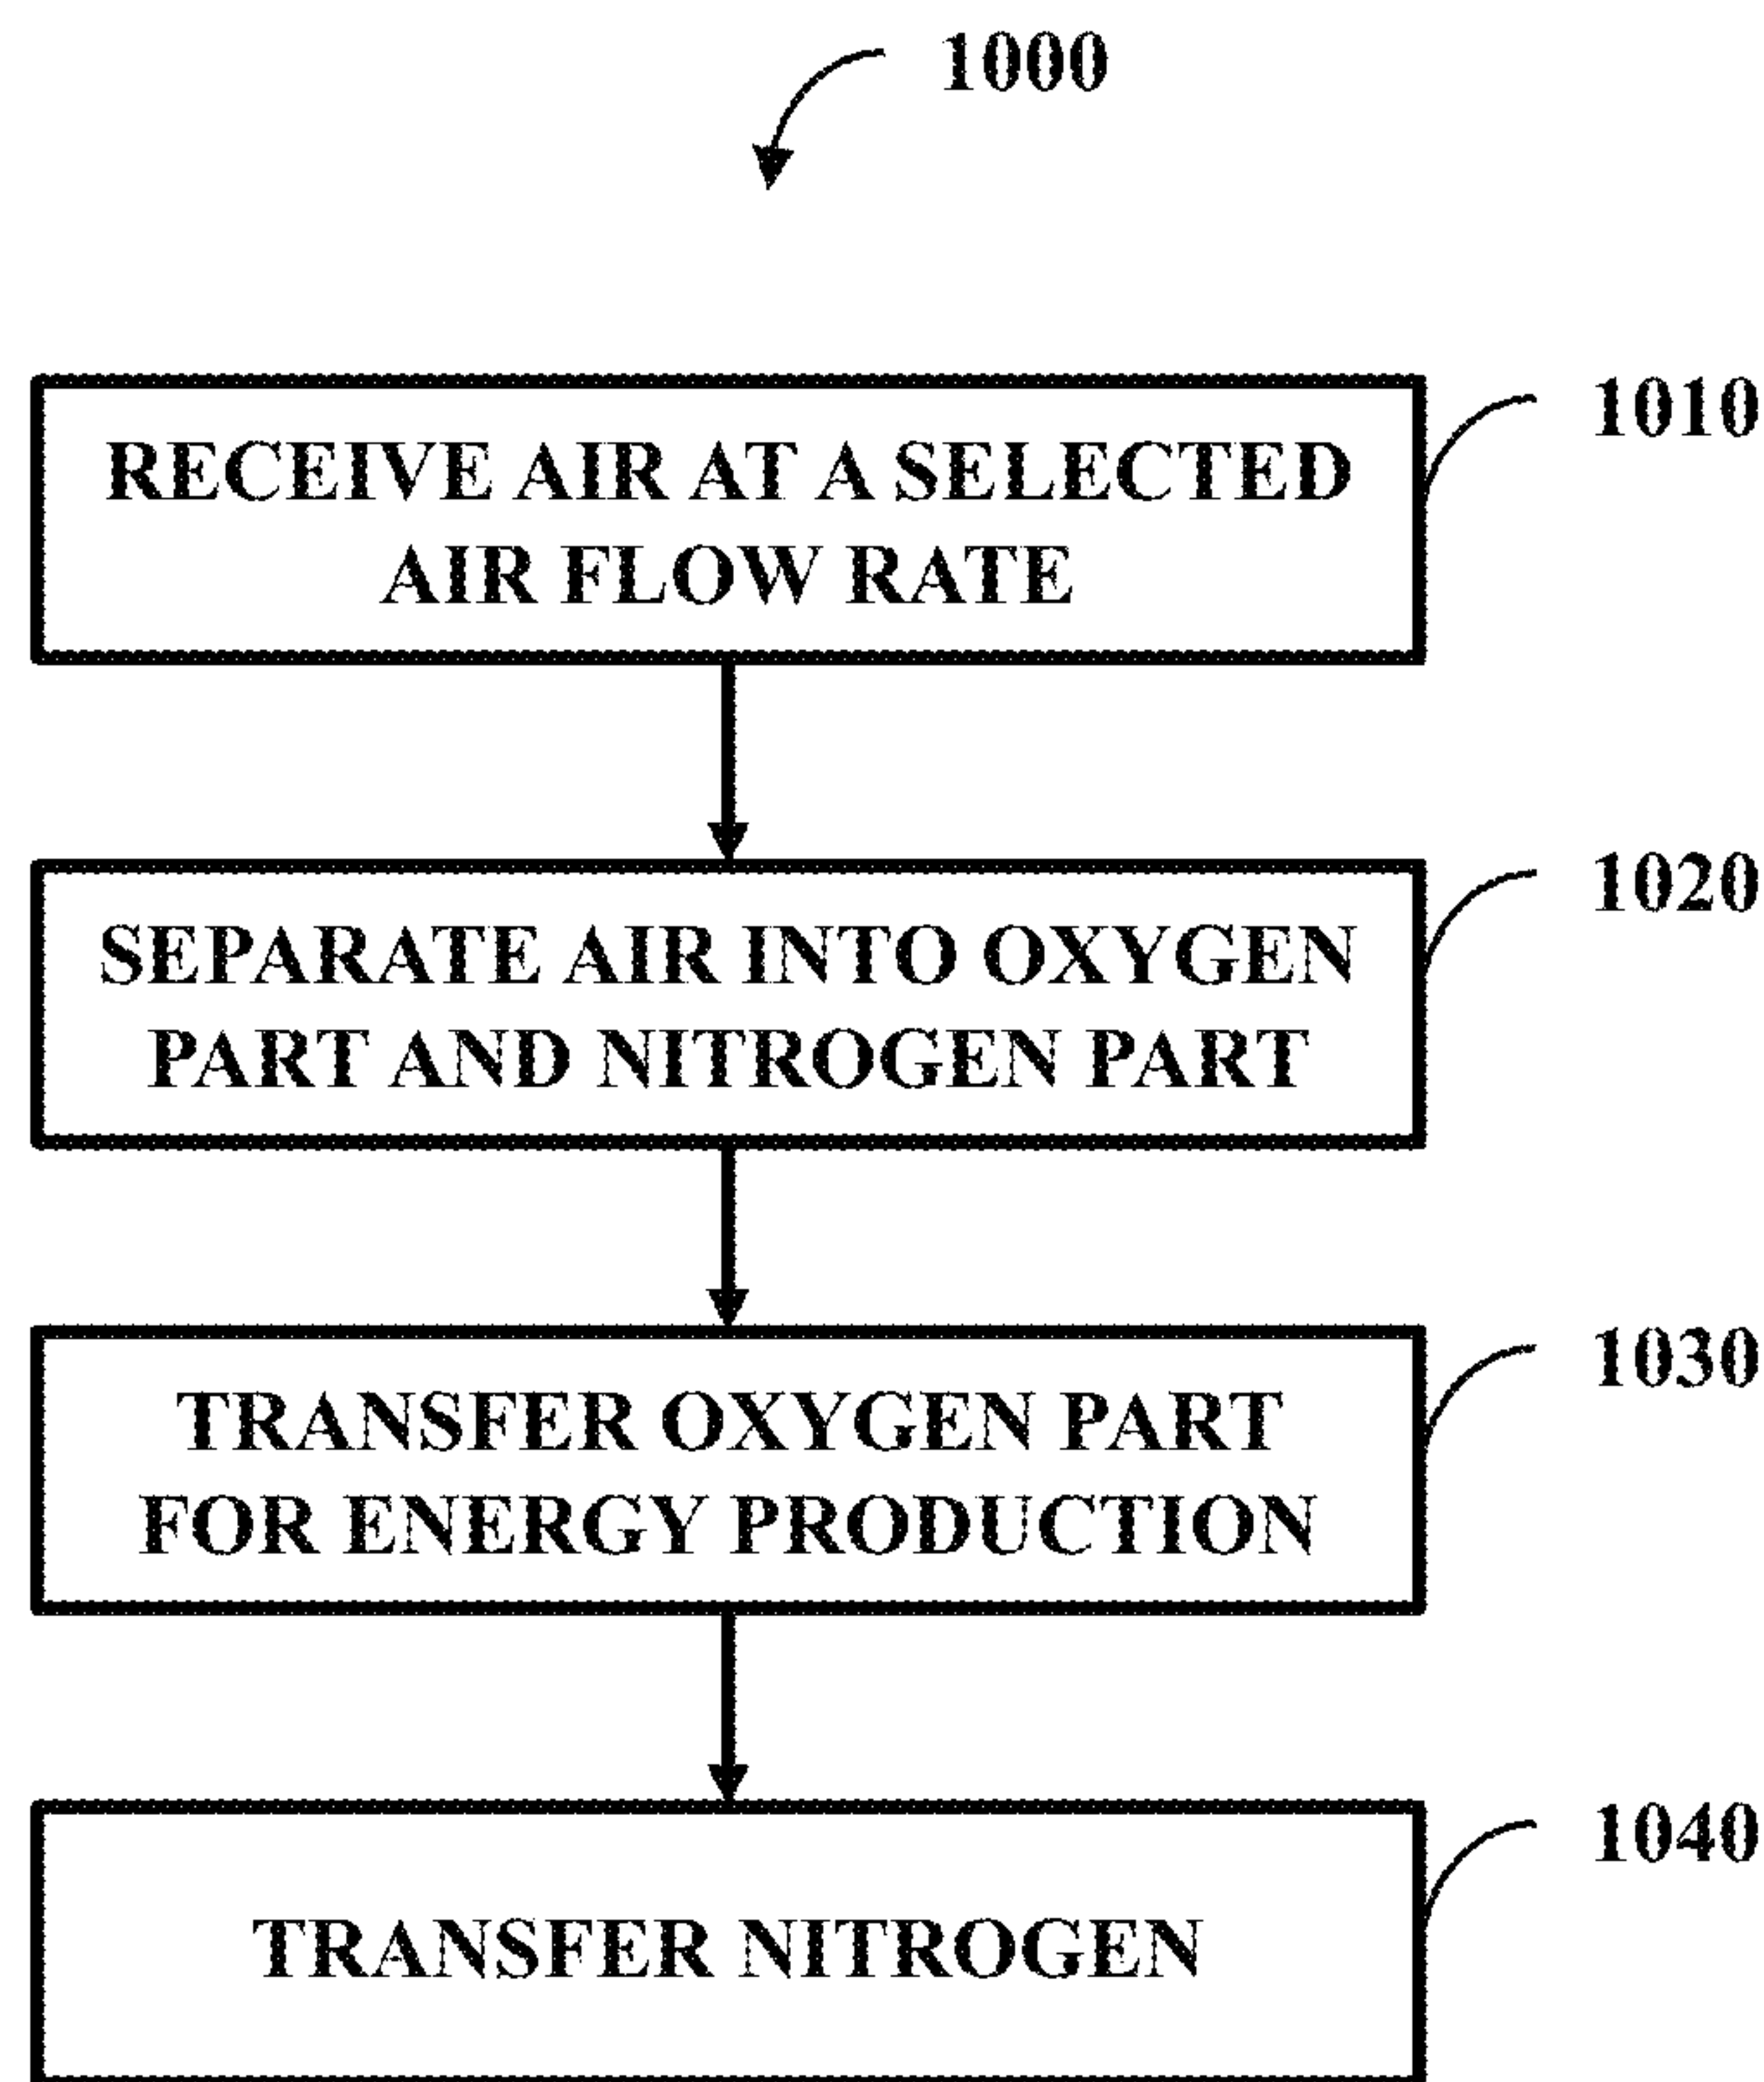 1000
RECEIVE AIR AT A SELECTED
AIR FLOW RATE
1010
SEPARATE AIR INTO OXYGEN
PART AND NITROGEN PART
1020
TRANSFER OXYGEN PART
FOR ENERGY PRODUCTION
1030
TRANSFER NITROGEN
1040